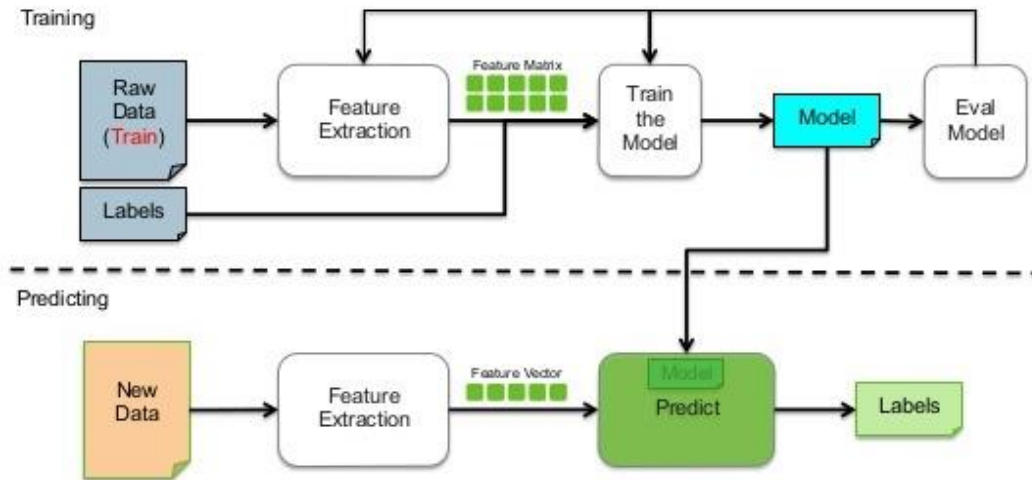 Training
Raw
Data
(Train)
Feature
Extraction
Feature Matrix
Train
the
Model
Model
Eval
Model
Labels
Predicting
New
Data
Feature
Extraction
Feature Vector
Model
Predict
Labels